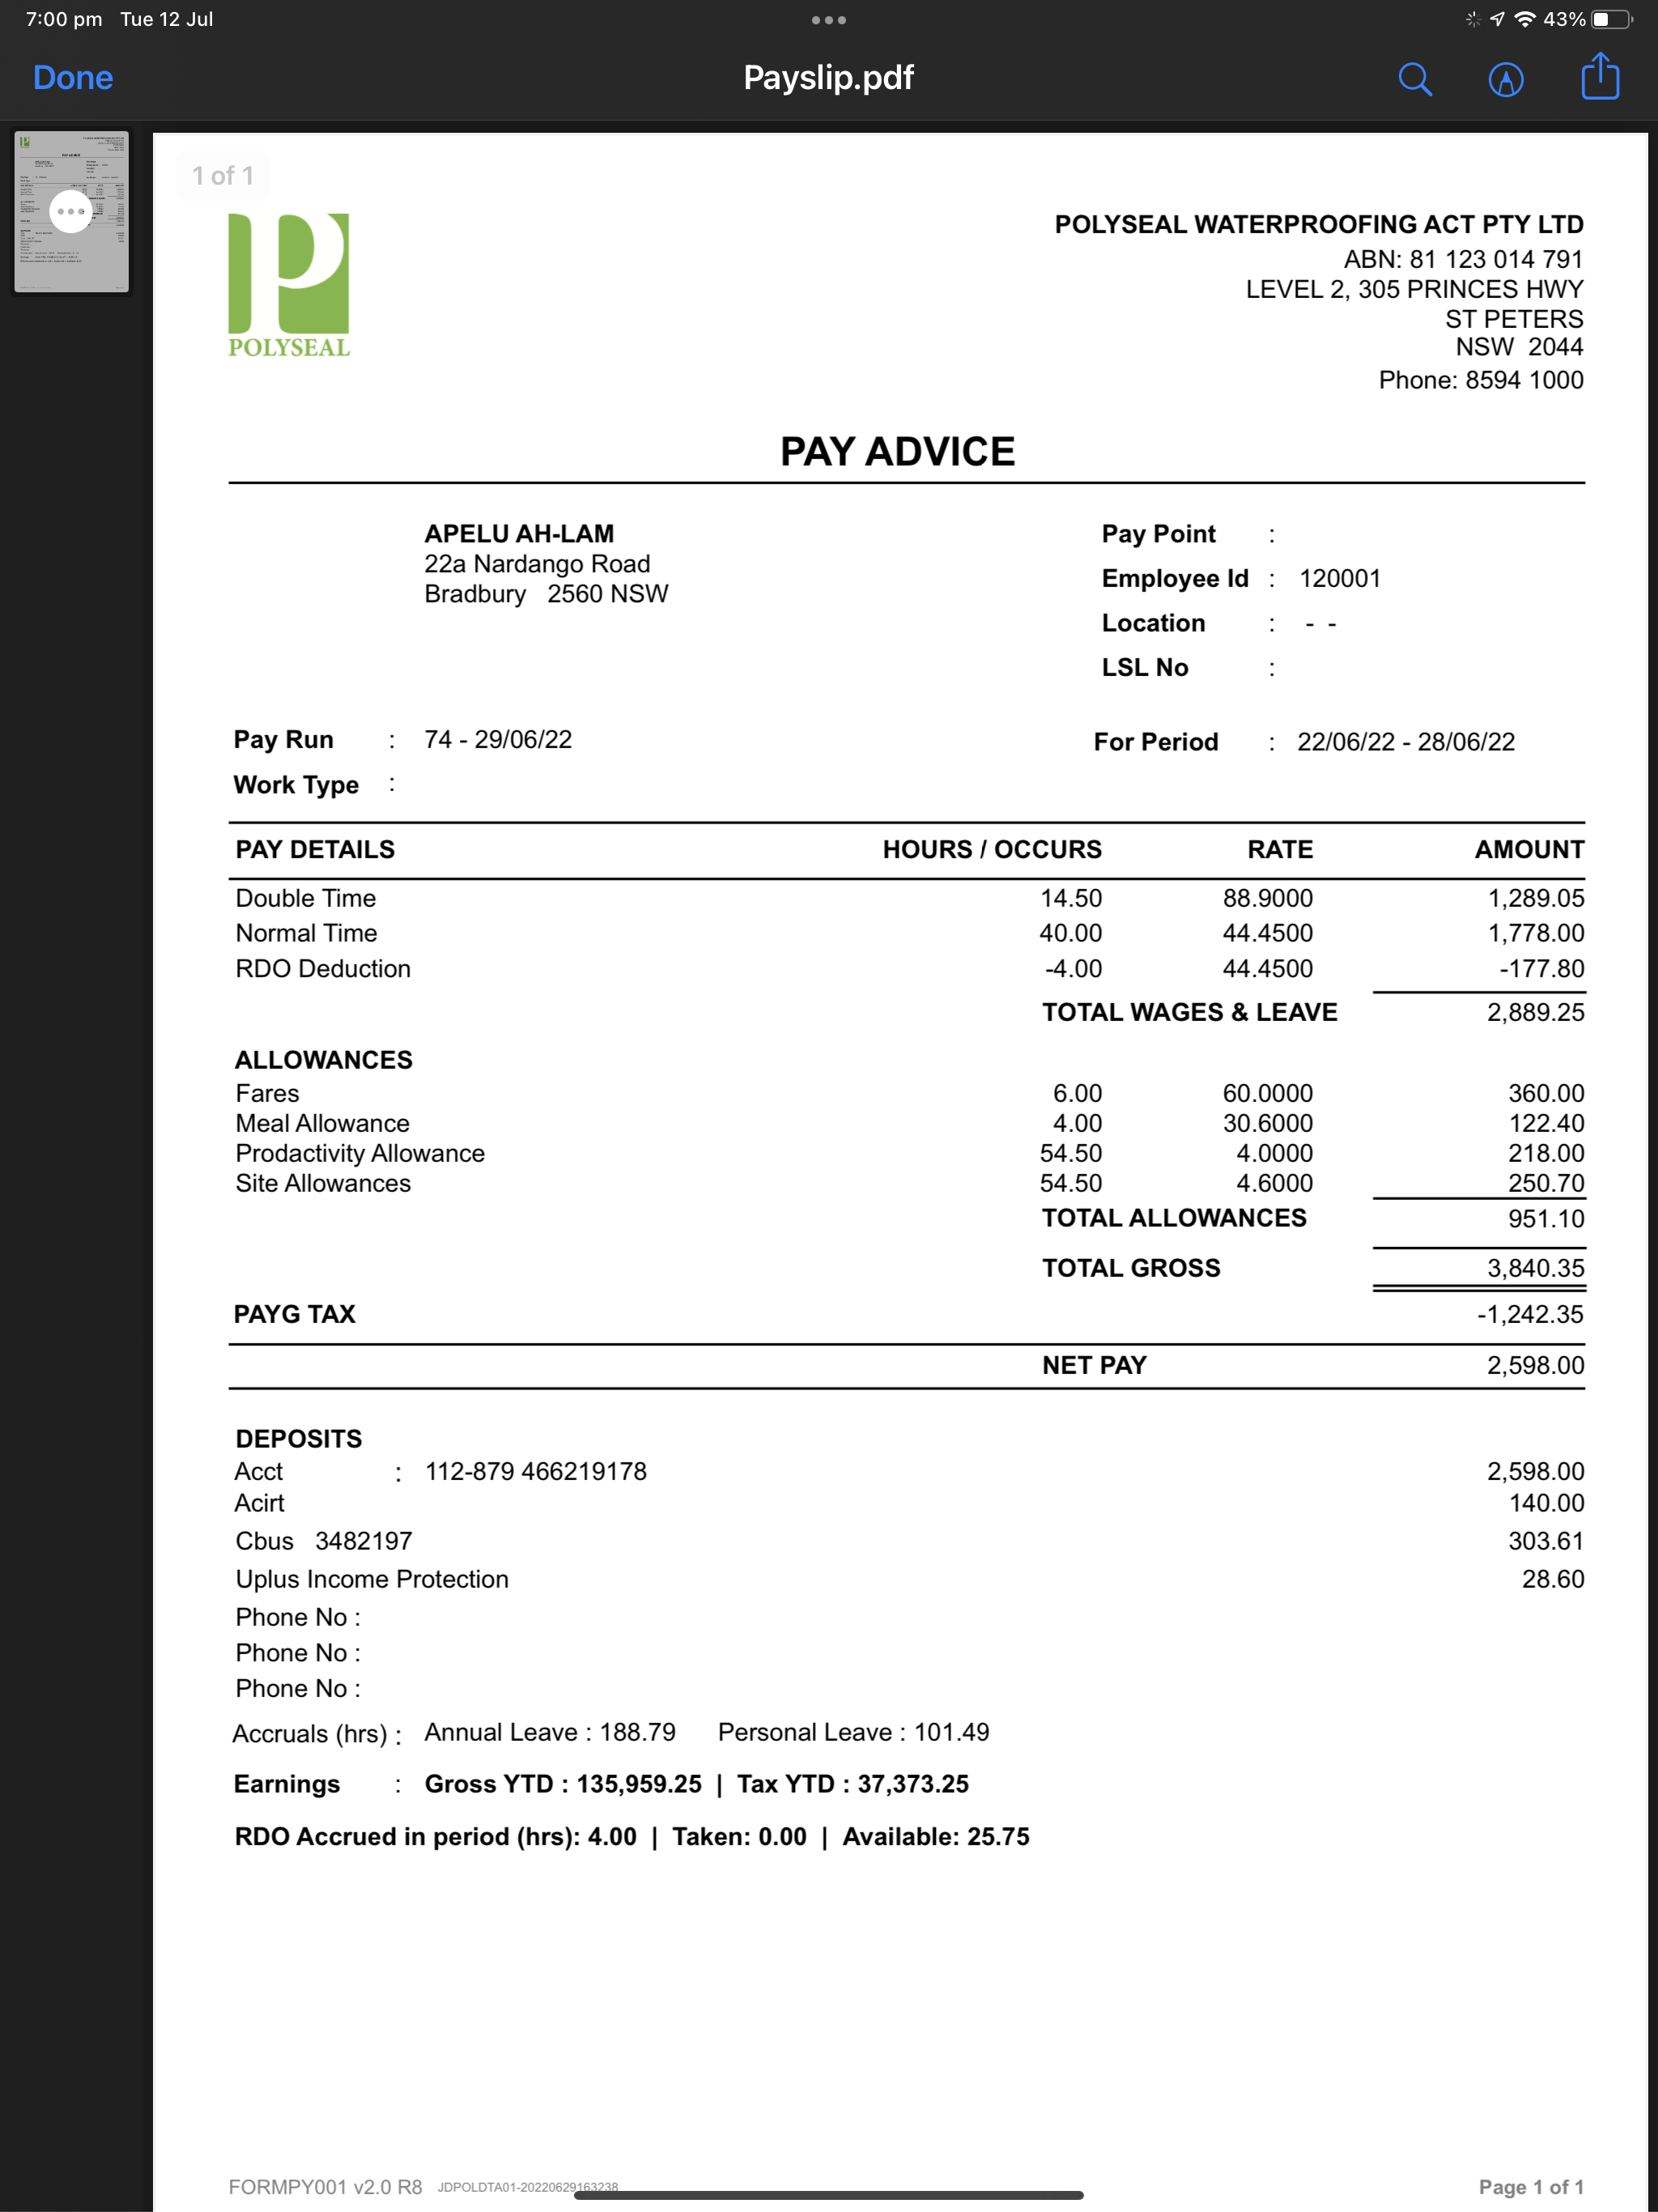 7:00 pm Tue 12 Jul
43%
Done
Payslip.pdf
1 of 1
POLYSEAL
POLYSEAL WATERPROOFING ACT PTY LTD
ABN: 81 123 014 791
LEVEL 2, 305 PRINCES HWY
ST PETERS
NSW 2044
Phone: 8594 1000
PAY ADVICE
APELU AH-LAM
22a Nardango Road
Bradbury 2560 NSW
Pay Point :
Employee Id : 120001
Location : - -
LSL No :
Pay Run : 74 - 29/06/22
For Period : 22/06/22 - 28/06/22
Work Type :
PAY DETAILS HOURS / OCCURS RATE AMOUNT
Double Time 14.50 88.9000 1,289.05
Normal Time 40.00 44.4500 1,778.00
RDO Deduction -4.00 44.4500 -177.80
TOTAL WAGES & LEAVE 2,889.25
ALLOWANCES
Fares 6.00 60.0000 360.00
Meal Allowance 4.00 30.6000 122.40
Prodactivity Allowance 54.50 4.0000 218.00
Site Allowances 54.50 4.6000 250.70
TOTAL ALLOWANCES 951.10
TOTAL GROSS 3,840.35
PAYG TAX -1,242.35
NET PAY 2,598.00
DEPOSITS
Acct : 112-879 466219178 2,598.00
Acirt 140.00
Cbus 3482197 303.61
Uplus Income Protection 28.60
Phone No :
Phone No :
Phone No :
Accruals (hrs) : Annual Leave : 188.79 Personal Leave : 101.49
Earnings : Gross YTD : 135,959.25 | Tax YTD : 37,373.25
RDO Accrued in period (hrs): 4.00 | Taken: 0.00 | Available: 25.75
FORMPY001 v2.0 R8 JDPOLDTA01-20220629163238
Page 1 of 1